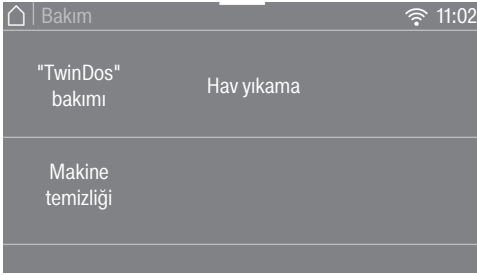 Bakım 11:02
"TwinDos"
bakımı
Hav yıkama
Makine
temizliği